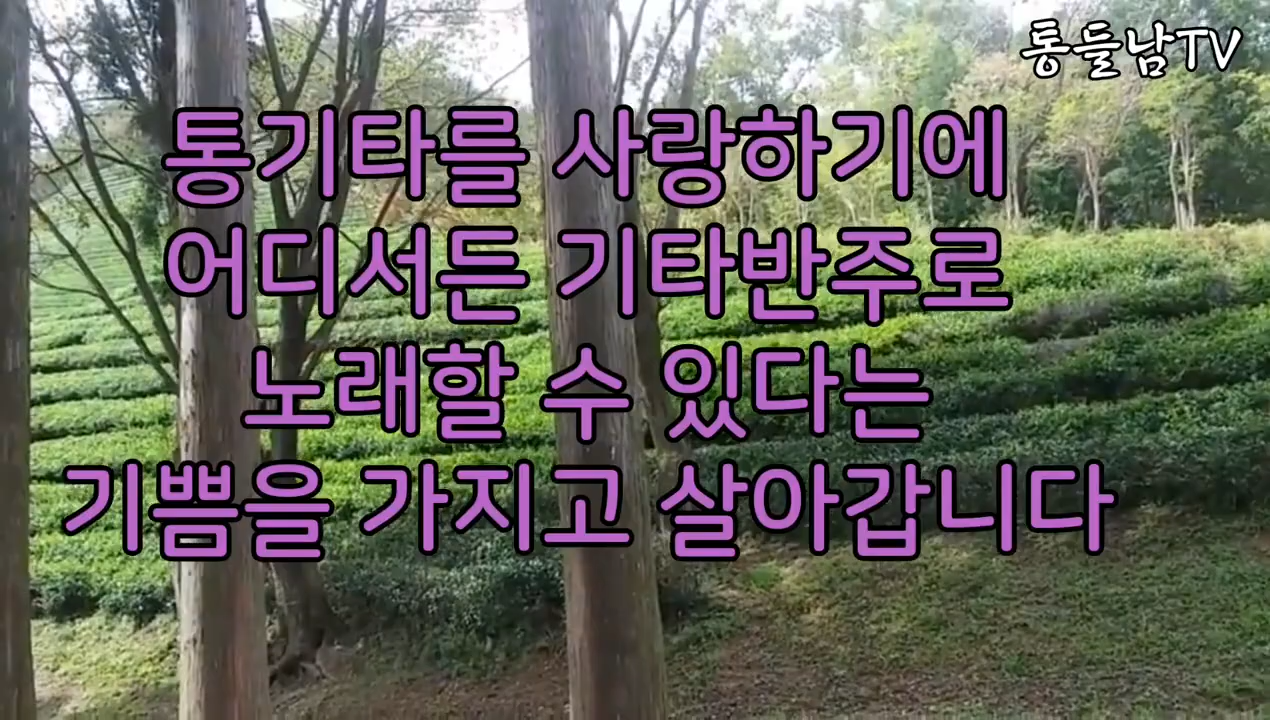 통들남TV
통기타를 사랑하기에
어디서든 기타반주로
노래할 수 있다는
기쁨을 가지고 살아갑니다